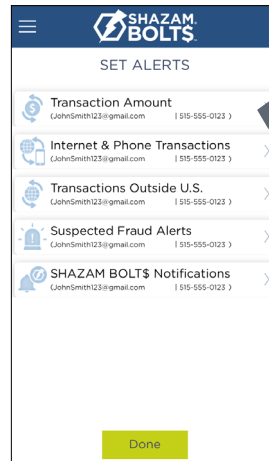 SHAZAM.
BOLT$.
SET ALERTS
Transaction Amount
(JohnSmith123@gmail.com | 515-555-0123 )
Internet & Phone Transactions
(JohnSmith123@gmail.com | 515-555-0123 )
Transactions Outside U.S.
(JohnSmith123@gmail.com | 515-555-0123 )
Suspected Fraud Alerts
(JohnSmith123@gmail.com | 515-555-0123 )
SHAZAM BOLT$ Notifications
(JohnSmith123@gmail.com | 515-555-0123 )
Done